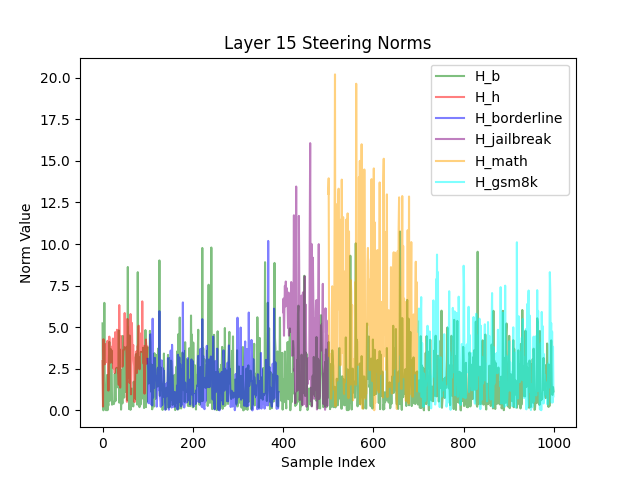 Layer 15 Steering Norms
H_b
H_h
H_borderline
H_jailbreak
H_math
H_gsm8k
20.0
17.5
15.0
12.5
10.0
7.5
5.0
2.5
0.0
Norm Value
0 200 400 600 800 1000
Sample Index